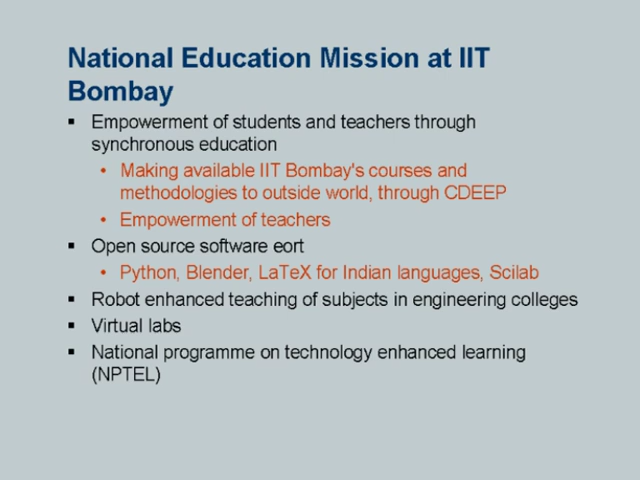 National Education Mission at IIT
Bombay
▪ Empowerment of students and teachers through
synchronous education
• Making available IIT Bombay's courses and
methodologies to outside world, through CDEEP
• Empowerment of teachers
▪ Open source software eort
• Python, Blender, LaTeX for Indian languages, Scilab
▪ Robot enhanced teaching of subjects in engineering colleges
▪ Virtual labs
▪ National programme on technology enhanced learning
(NPTEL)